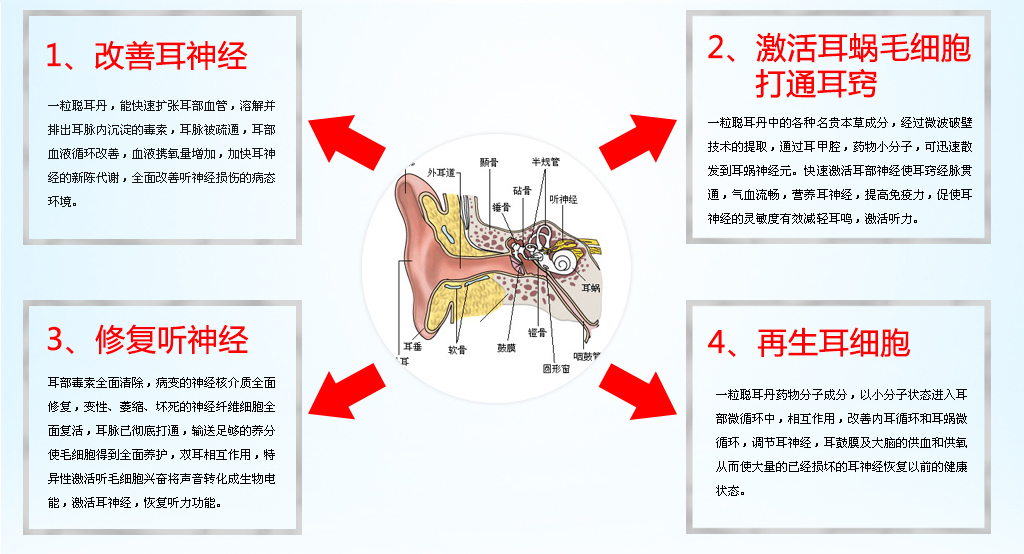 1、改善耳神经
一粒聪耳丹，能快速扩张耳部血管，溶解并
排出耳脉内沉淀的毒素，耳脉被疏通，耳部
血液循环改善，血液携氧量增加，加快耳神
经的新陈代谢，全面改善听神经损伤的病态
环境。
2、激活耳蜗毛细胞
打通耳窍
一粒聪耳丹中的各种名贵本草成分，经过微波破壁
技术的提取，通过耳甲腔，药物小分子，可迅速散
发到耳蜗神经元。快速激活耳部神经使耳窍经脉贯
通，气血流畅，营养耳神经，提高免疫力，促使耳
神经的灵敏度有效减轻耳鸣，激活听力。
颞骨
半规管
外耳道
砧骨
听神经
锤骨
耳蜗
镫骨
耳垂
软骨
鼓膜
咽鼓管
耳
圆形窗
3、修复听神经
耳部毒素全面清除，病变的神经核介质全面
修复，变性、萎缩、坏死的神经纤维细胞全
面复活，耳脉已彻底打通，输送足够的养分
使毛细胞得到全面养护，双耳相互作用，特
异性激活听毛细胞兴奋将声音转化成生物电
能，激活耳神经，恢复听力功能。
4、再生耳细胞
一粒聪耳丹药物分子成分，以小分子状态进入耳
部微循环中，相互作用，改善内耳循环和耳蜗微
循环，调节耳神经，耳鼓膜及大脑的供血和供氧
从而使大量的已经损坏的耳神经恢复以前的健康
状态。